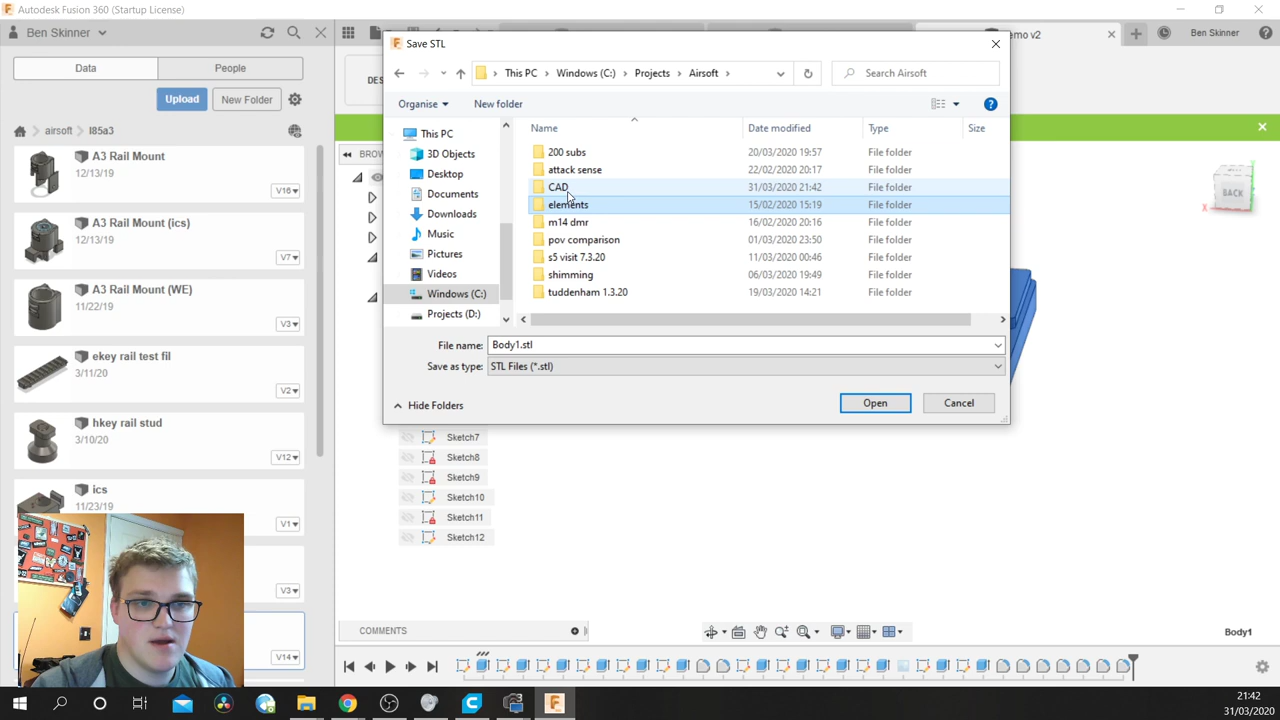 Autodesk Fusion 360 (Startup License)
Ben Skinner
Data
People
Upload
New Folder
airsoft
l85a3
A3 Rail Mount
12/13/19
V16
A3 Rail Mount (ics)
12/13/19
V7
A3 Rail Mount (WE)
11/22/19
V3
ekey rail test fil
3/11/20
V2
hkey rail stud
3/10/20
V12
ics
11/23/19
V1
V3
V14
DES
BROW
emo v2
Ben Skinner
Save STL
This PC
Windows (C:)
Projects
Airsoft
Search Airsoft
Organise
New folder
This PC
3D Objects
Desktop
Documents
Downloads
Music
Pictures
Videos
Windows (C:)
Projects (D:)
Name
Date modified
Type
Size
200 subs 20/03/2020 19:57 File folder
attack sense 22/02/2020 20:17 File folder
CAD 31/03/2020 21:42 File folder
elements 15/02/2020 15:19 File folder
m14 dmr 16/02/2020 20:16 File folder
pov comparison 01/03/2020 23:50 File folder
s5 visit 7.3.20 11/03/2020 00:46 File folder
shimming 06/03/2020 19:49 File folder
tuddenham 1.3.20 19/03/2020 14:21 File folder
File name: Body1.stl
Save as type: STL Files (*.stl)
Hide Folders
Open
Cancel
BACK
X
Sketch7
Sketch8
Sketch9
Sketch10
Sketch11
Sketch12
COMMENTS
Body1
21:42
31/03/2020